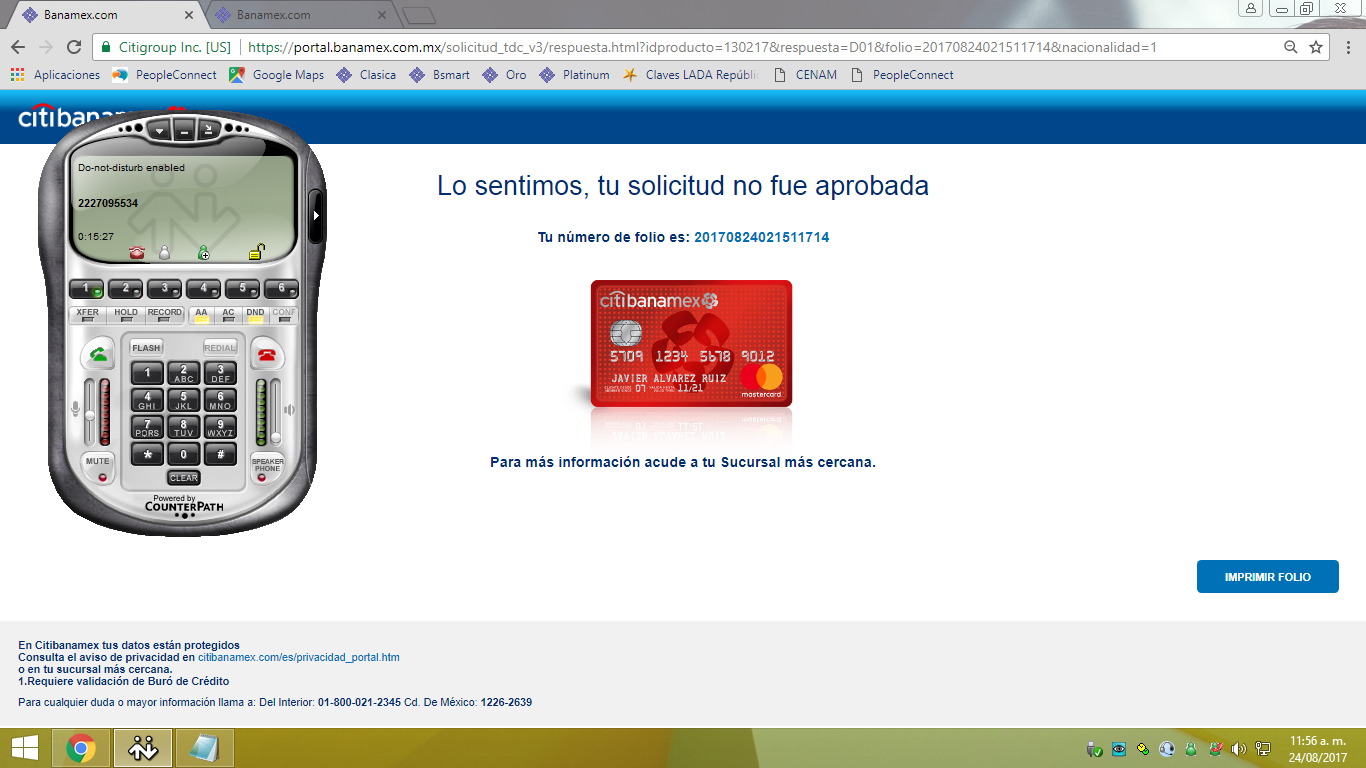 Banamex.com
Banamex.com
Citigroup Inc. [US]
https://portal.banamex.com.mx/solicitud_tdc_v3/respuesta.html?idproducto=130217&respuesta=D01&folio=20170824021511714&nacionalidad=1
Aplicaciones PeopleConnect Google Maps Clasica Bsmart Oro Platinum Claves LADA Repúblic CENAM PeopleConnect
citibanamex
Do-not-disturb enabled
2227095534
0:15:27
1 2 3 4 5 6
XFER HOLD RECORD AA AC DND CONF
FLASH REDIAL
1 2 ABC 3 DEF
4 GHI 5 JKL 6 MNO
7 PQRS 8 TUV 9 WXYZ
* 0 #
MUTE
SPEAKER PHONE
CLEAR
Powered by
COUNTERPATH
Lo sentimos, tu solicitud no fue aprobada
Tu número de folio es: 20170824021511714
citibanamex
5709 1234 5678 9012
JAVIER ALVAREZ RUIZ
07 11/21
mastercard
Para más información acude a tu Sucursal más cercana.
IMPRIMIR FOLIO
En Citibanamex tus datos están protegidos
Consulta el aviso de privacidad en citibanamex.com/es/privacidad_portal.htm
o en tu sucursal más cercana.
1.Requiere validación de Buró de Crédito
Para cualquier duda o mayor información llama a: Del Interior: 01-800-021-2345 Cd. De México: 1226-2639
11:56 a. m.
24/08/2017